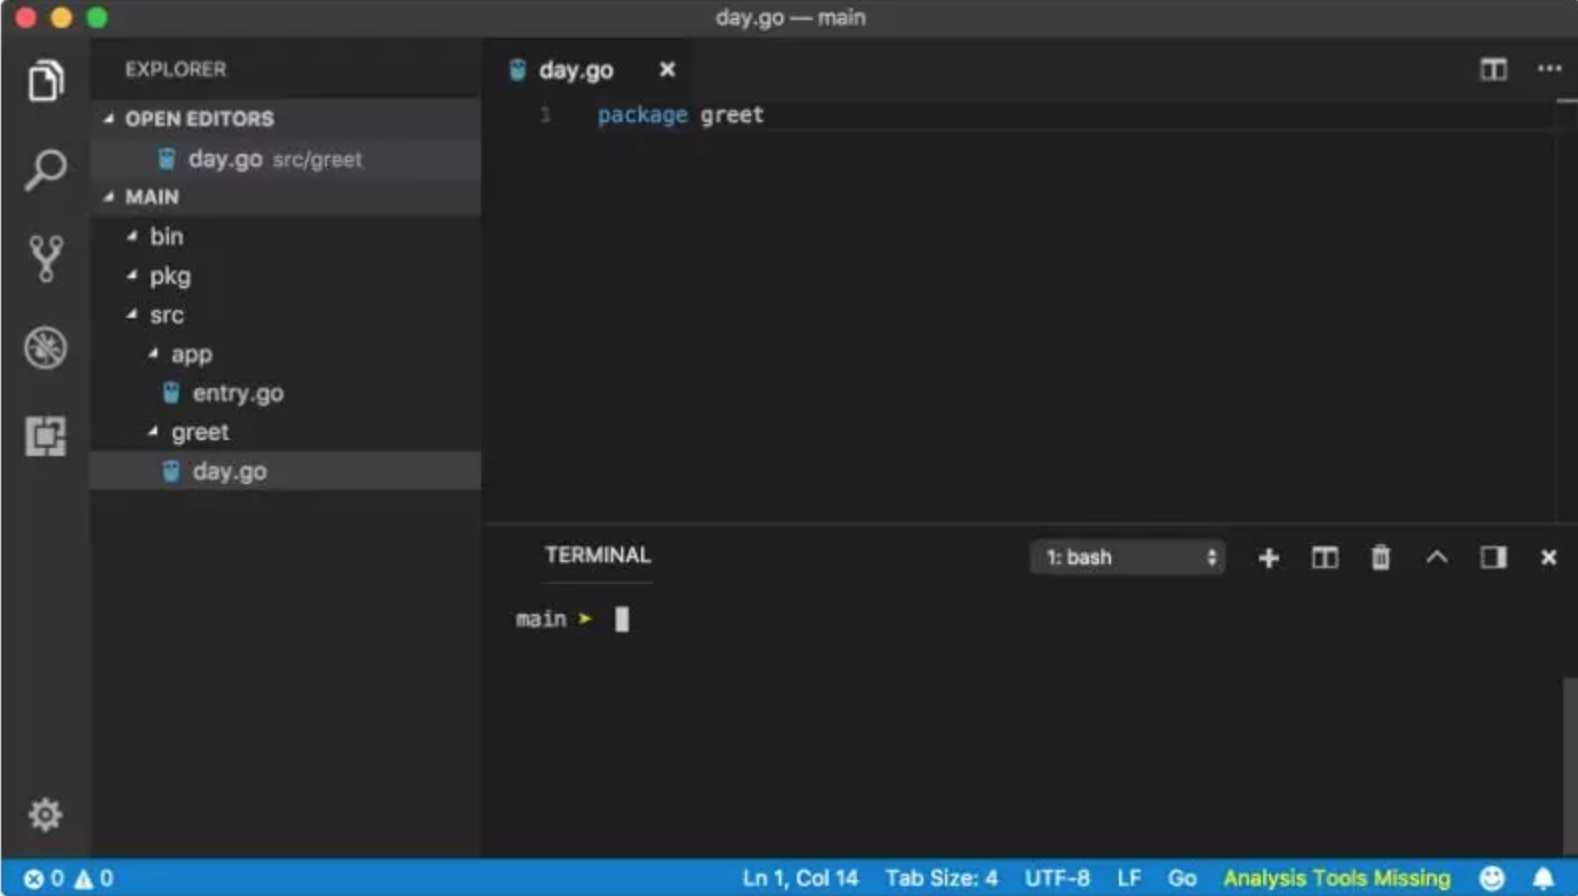 day.go — main
EXPLORER
OPEN EDITORS
day.go src/greet
MAIN
bin
pkg
src
app
entry.go
greet
day.go
day.go
1 package greet
TERMINAL
1: bash
main ➤
0 0
Ln 1, Col 14 Tab Size: 4 UTF-8 LF Go Analysis Tools Missing